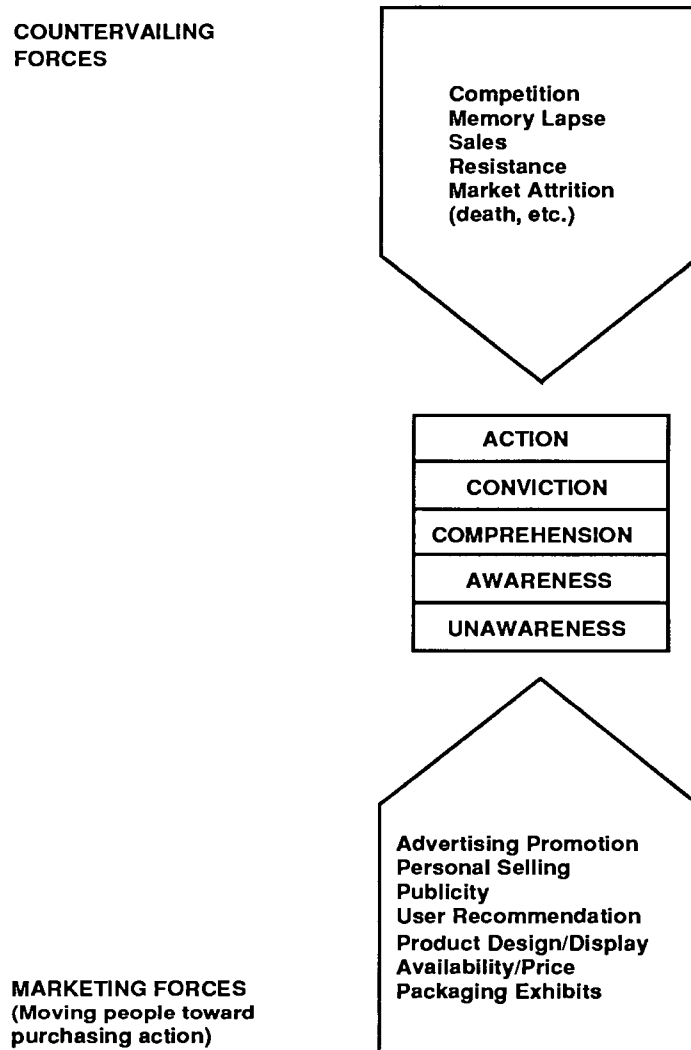 COUNTERVAILING
FORCES
Competition
Memory Lapse
Sales
Resistance
Market Attrition
(death, etc.)
ACTION
CONVICTION
COMPREHENSION
AWARENESS
UNAWARENESS
Advertising Promotion
Personal Selling
Publicity
User Recommendation
Product Design/Display
Availability/Price
Packaging Exhibits
MARKETING FORCES
(Moving people toward
purchasing action)